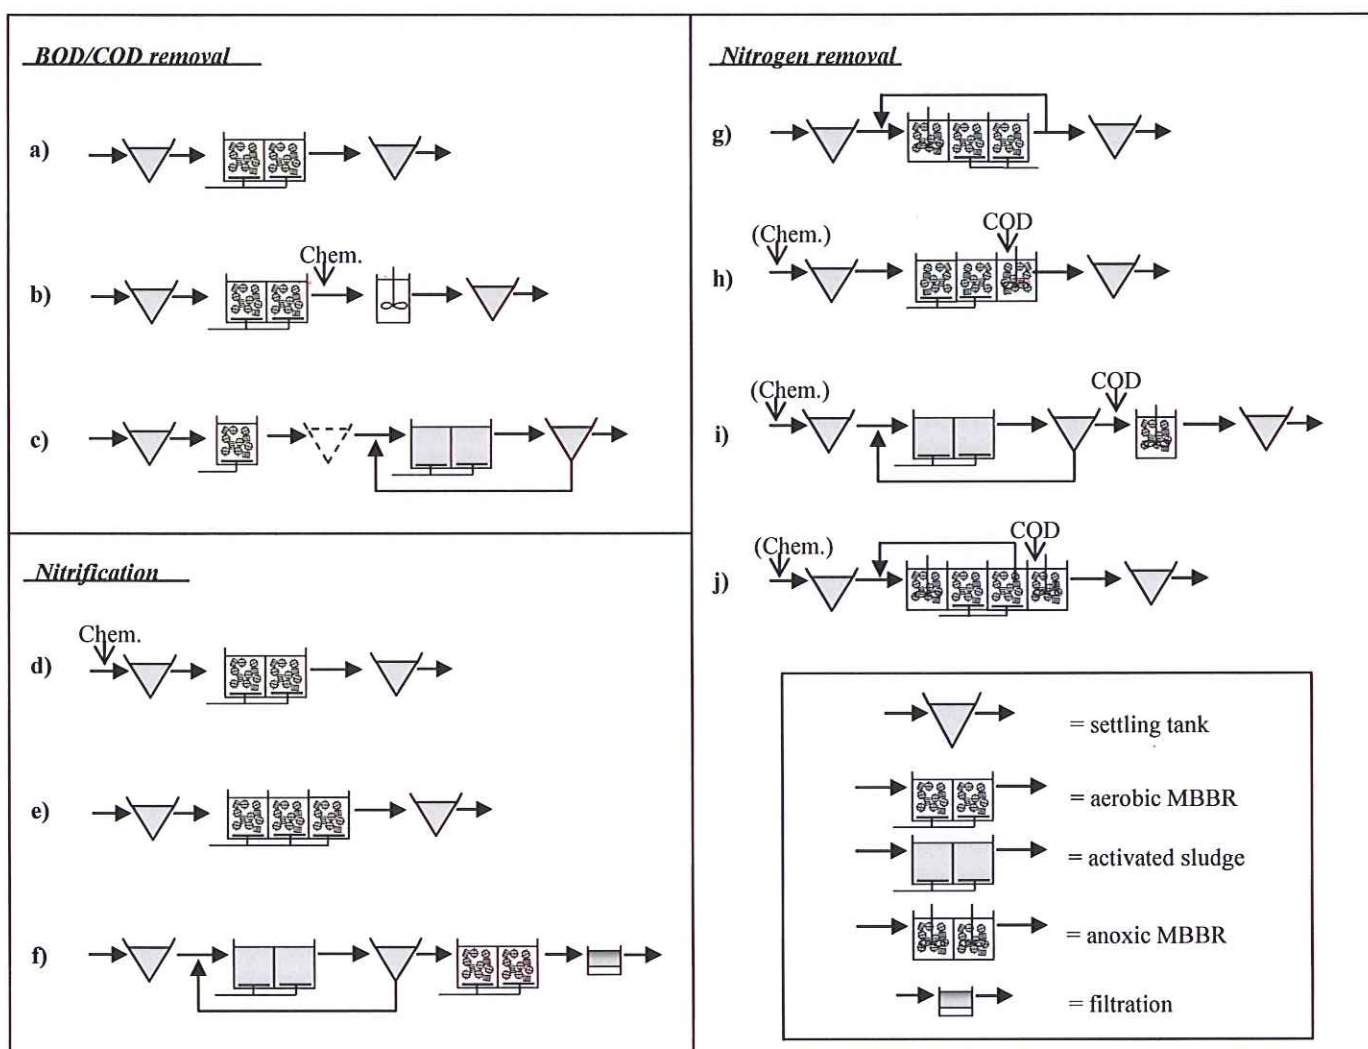 BOD/COD removal
a)
Chem.
b)
c)
Nitrification
Chem.
d)
e)
f)
Nitrogen removal
g)
(Chem.)
COD
h)
(Chem.)
COD
i)
(Chem.)
COD
j)
= settling tank
= aerobic MBBR
= activated sludge
= anoxic MBBR
= filtration